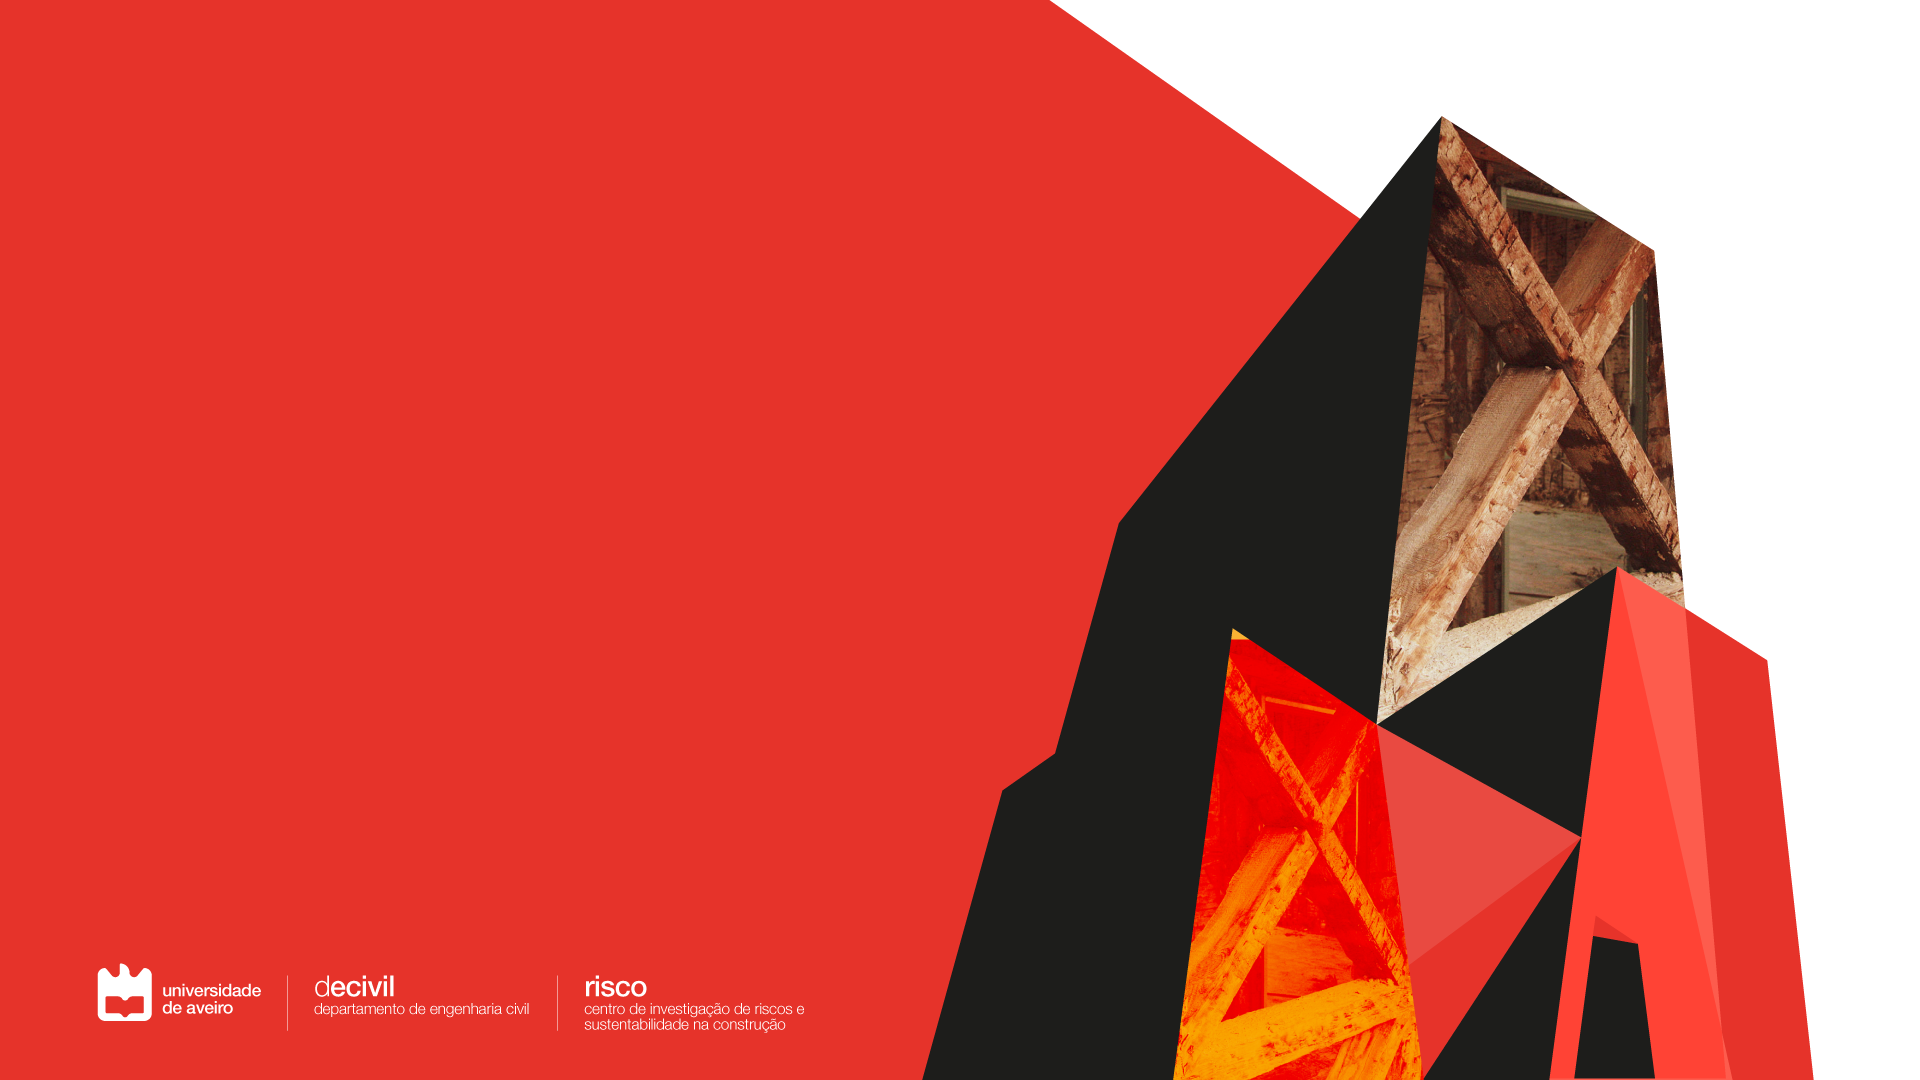 universidade
de aveiro
decivil
departamento de engenharia civil
risco
centro de investigação de riscos e
sustentabilidade na construção